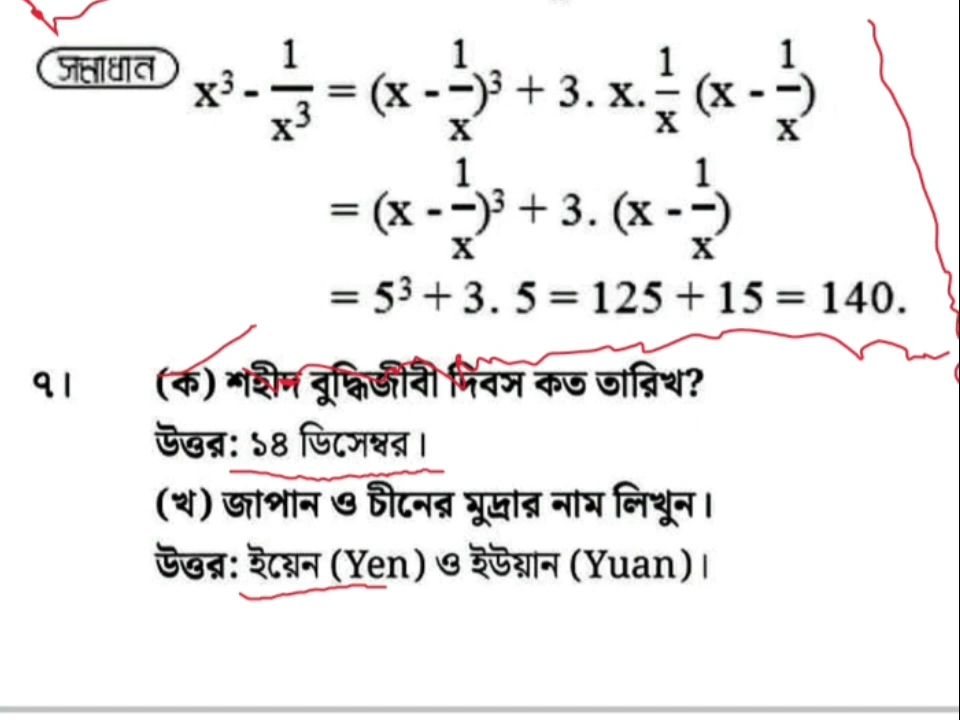 সমাধান x³ - 1/x³ = (x - 1/x)³ + 3. x. 1/x (x - 1/x)
= (x - 1/x)³ + 3. (x - 1/x)
= 5³ + 3. 5 = 125 + 15 = 140.
৭। (ক) শহীদ বুদ্ধিজীবী দিবস কত তারিখ?
উত্তর: ১৪ ডিসেম্বর।
(খ) জাপান ও চীনের মুদ্রার নাম লিখুন।
উত্তর: ইয়েন (Yen) ও ইউয়ান (Yuan)।